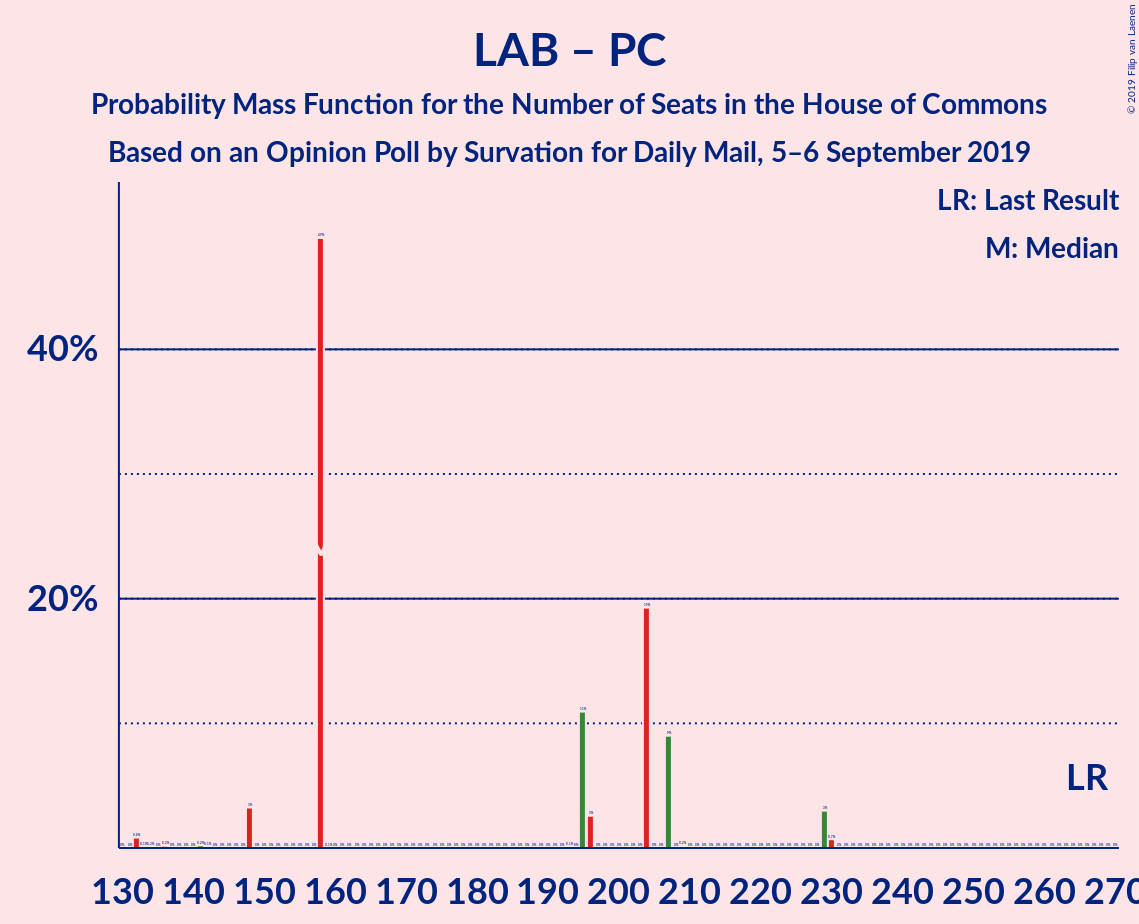 © 2019 Filip van Laenen
LAB – PC
Probability Mass Function for the Number of Seats in the House of Commons
Based on an Opinion Poll by Survation for Daily Mail, 5–6 September 2019
LR: Last Result
M: Median
40%
20%
LR
130 140 150 160 170 180 190 200 210 220 230 240 250 260 270